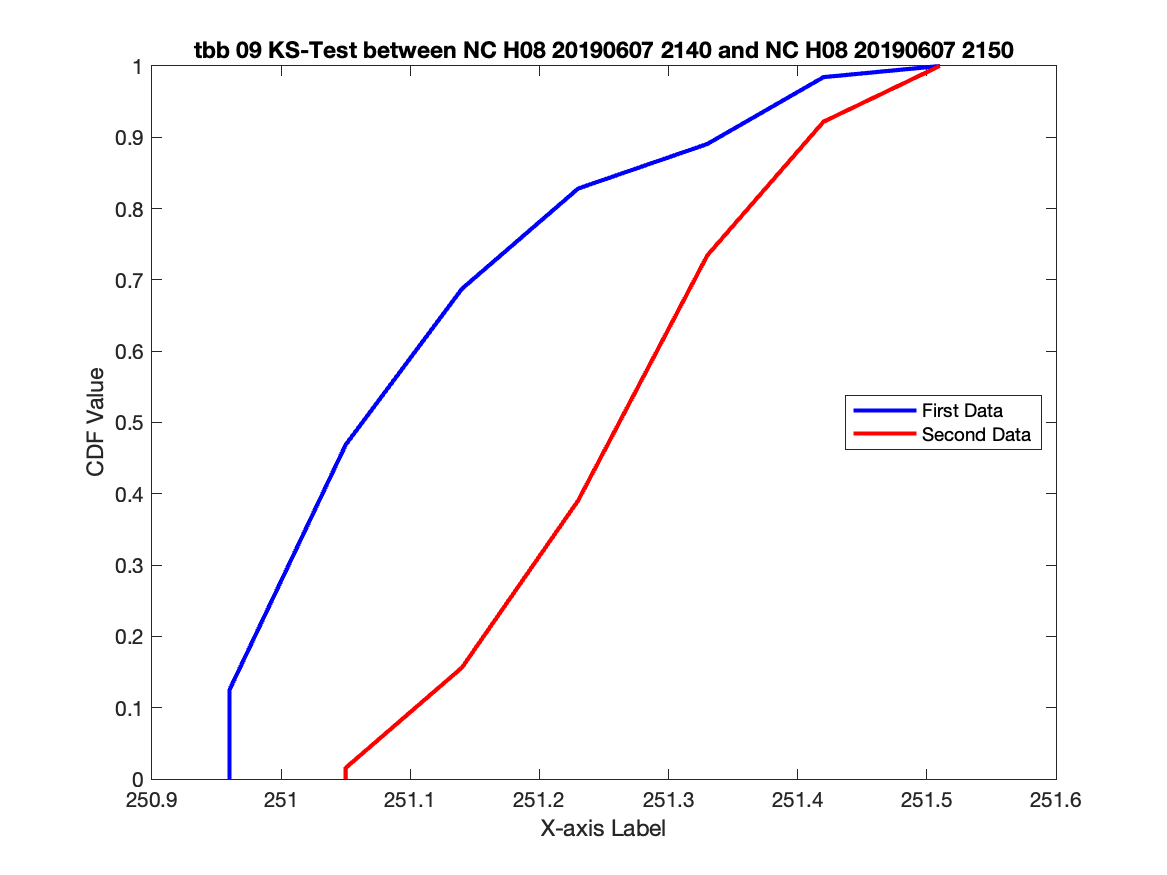 tbb 09 KS-Test between NC H08 20190607 2140 and NC H08 20190607 2150
1
0.9
0.8
0.7
0.6
0.5
0.4
0.3
0.2
0.1
0
CDF Value
First Data
Second Data
250.9 251 251.1 251.2 251.3 251.4 251.5 251.6
X-axis Label